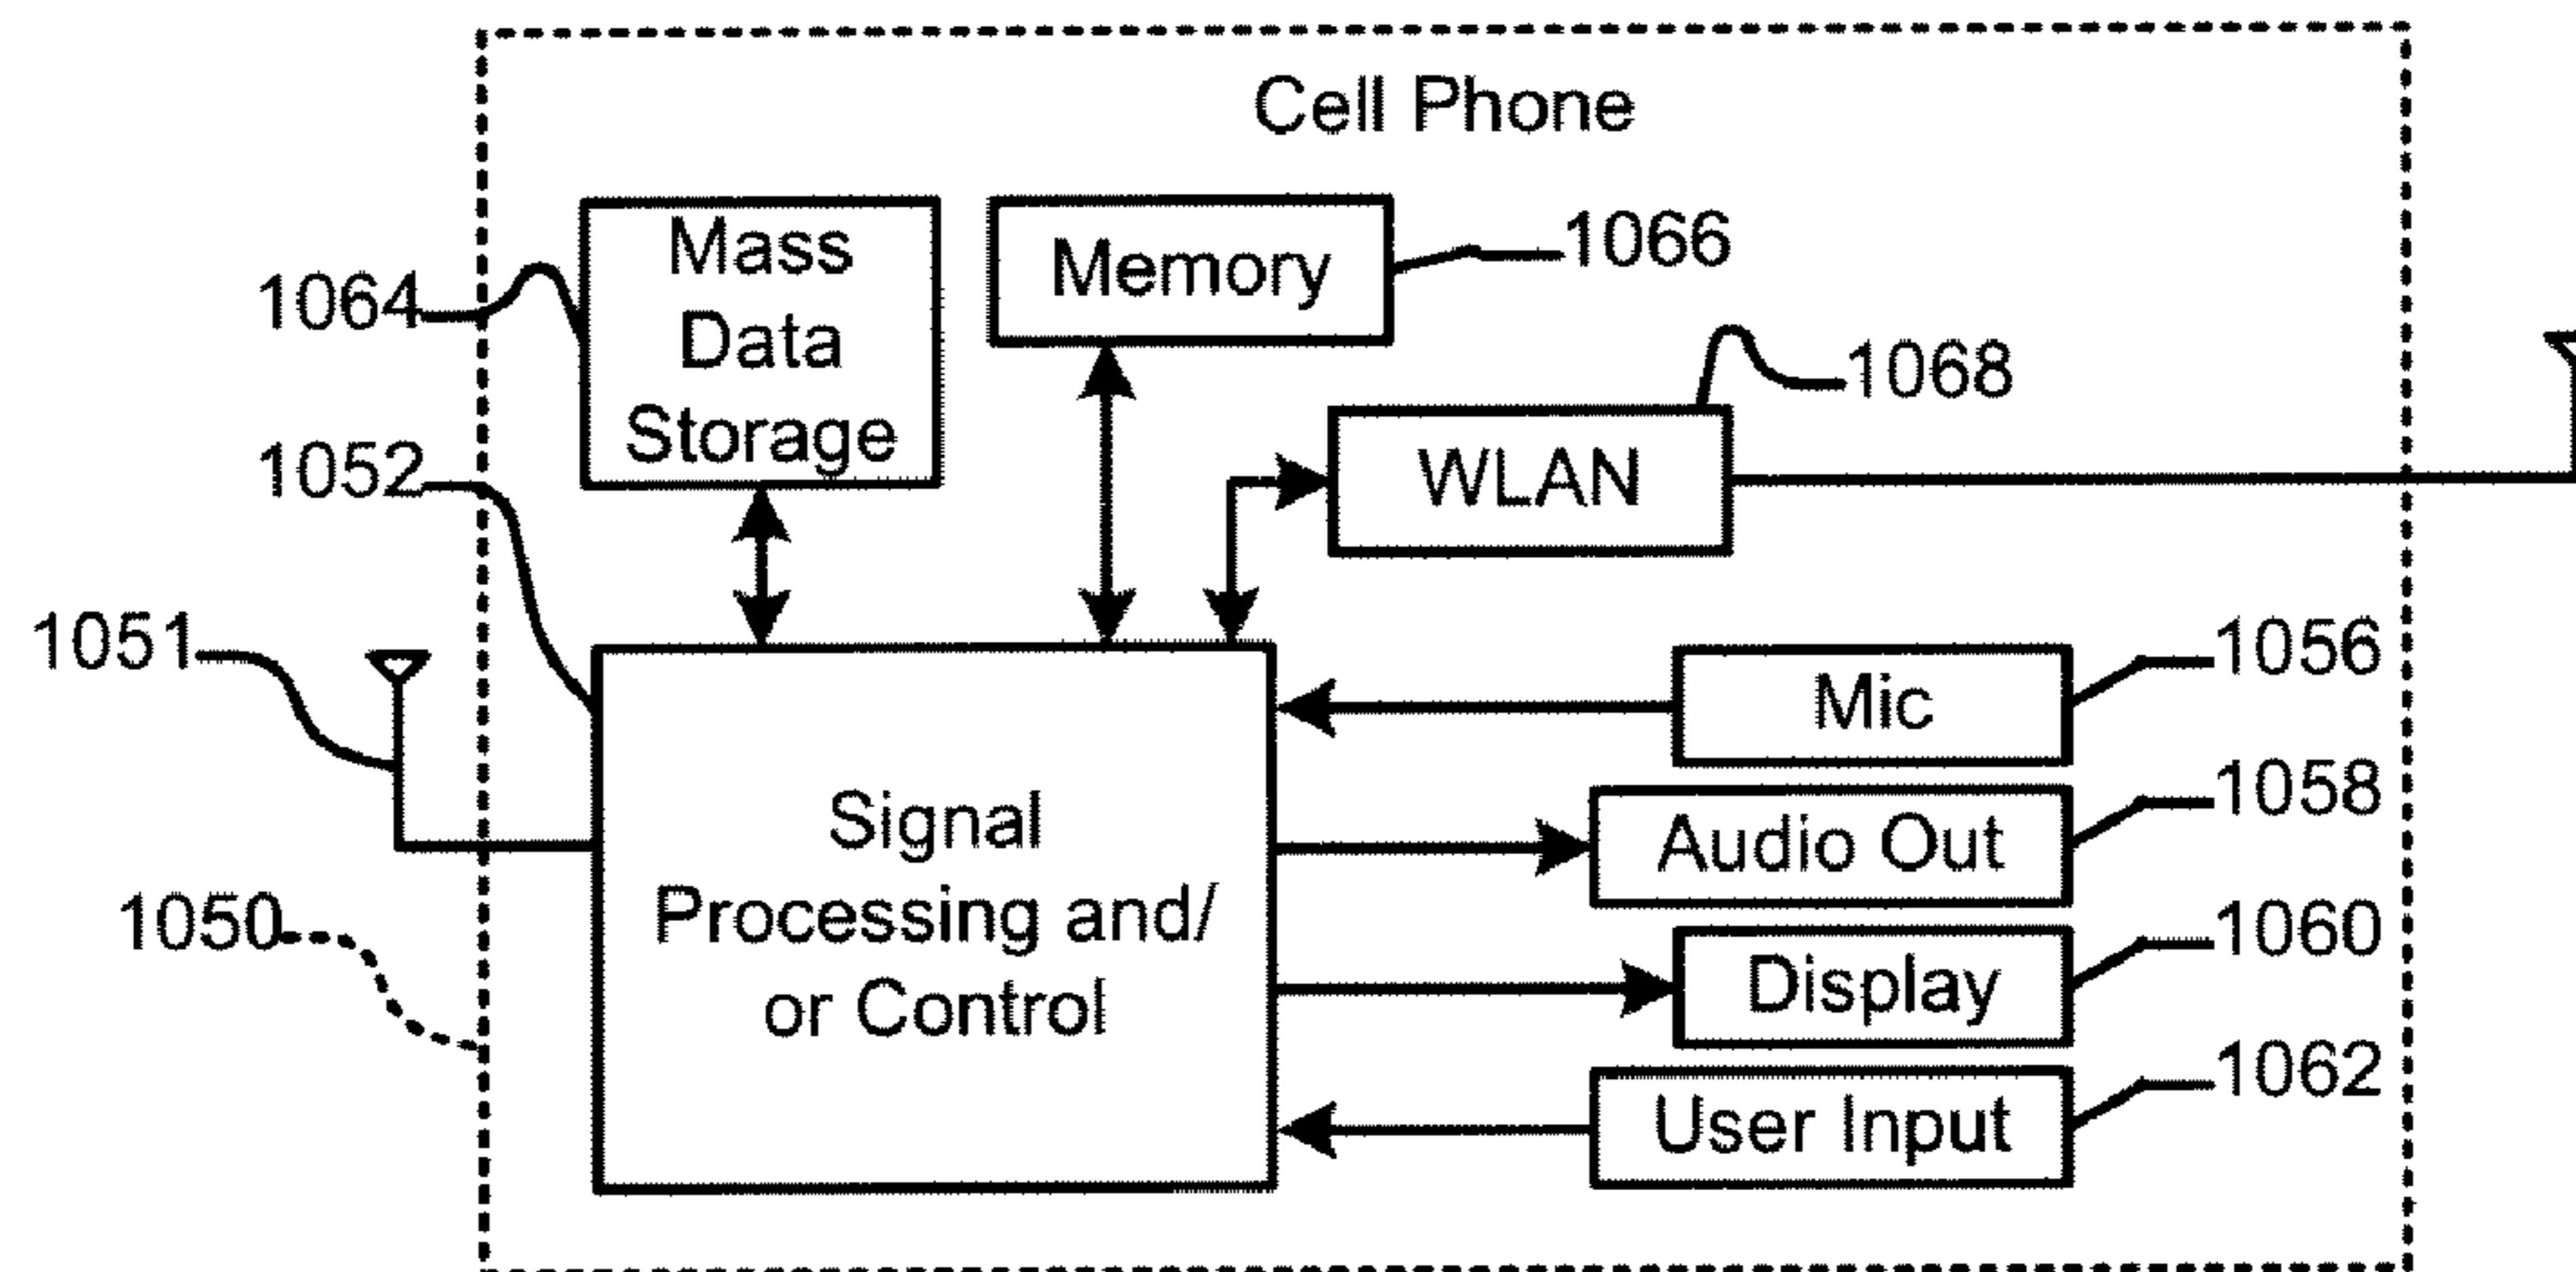 Cell Phone
Mass
Data
Storage
Memory
1066
1064
1068
WLAN
1052
1051
Mic
1056
Signal
Processing and/
or Control
Audio Out
1058
1050
Display
1060
User Input
1062